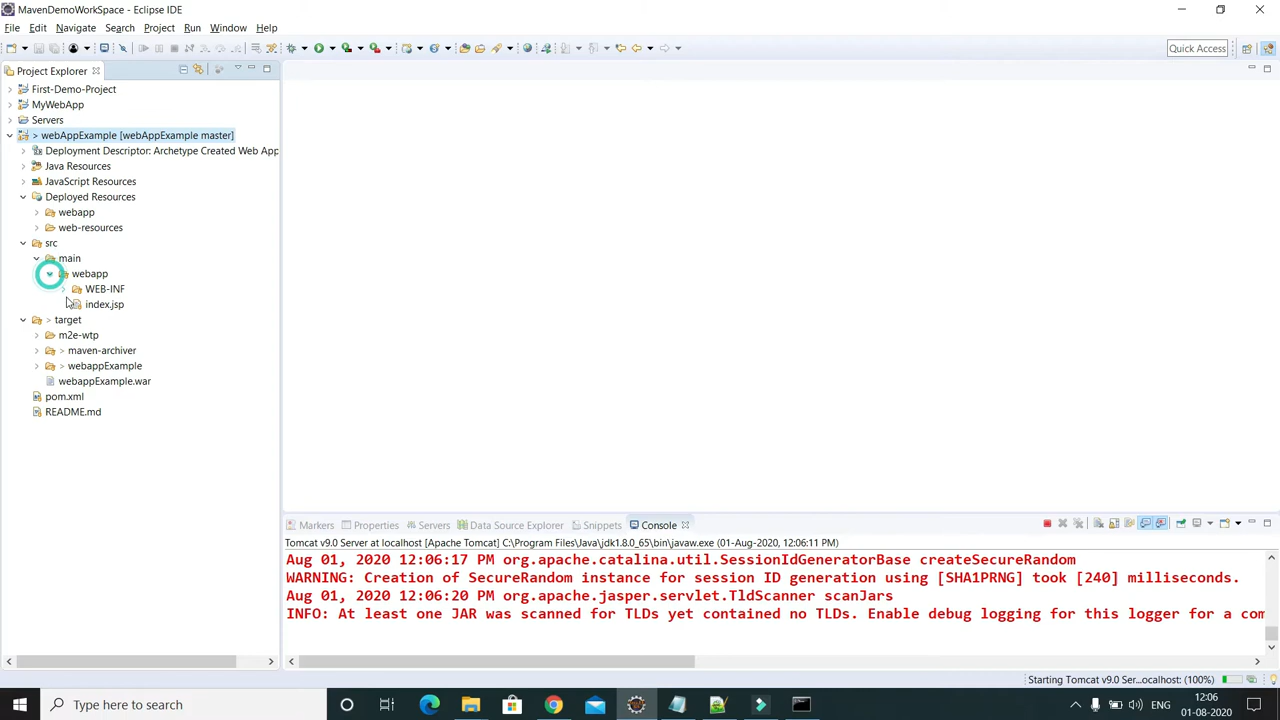 MavenDemoWorkSpace - Eclipse IDE
File Edit Navigate Search Project Run Window Help
Quick Access
Project Explorer
First-Demo-Project
MyWebApp
Servers
> webAppExample [webAppExample master]
Deployment Descriptor: Archetype Created Web App
Java Resources
JavaScript Resources
Deployed Resources
webapp
web-resources
src
main
webapp
WEB-INF
index.jsp
> target
m2e-wtp
> maven-archiver
> webappExample
webappExample.war
pom.xml
README.md
Markers Properties Servers Data Source Explorer Snippets Console
Tomcat v9.0 Server at localhost [Apache Tomcat] C:\Program Files\Java\jdk1.8.0_65\bin\javaw.exe (01-Aug-2020, 12:06:11 PM)
Aug 01, 2020 12:06:17 PM org.apache.catalina.util.SessionIdGeneratorBase createSecureRandom
WARNING: Creation of SecureRandom instance for session ID generation using [SHA1PRNG] took [240] milliseconds.
Aug 01, 2020 12:06:20 PM org.apache.jasper.servlet.TldScanner scanJars
INFO: At least one JAR was scanned for TLDs yet contained no TLDs. Enable debug logging for this logger for a com
Starting Tomcat v9.0 Ser...ocalhost: (100%)
Type here to search
ENG
12:06
01-08-2020